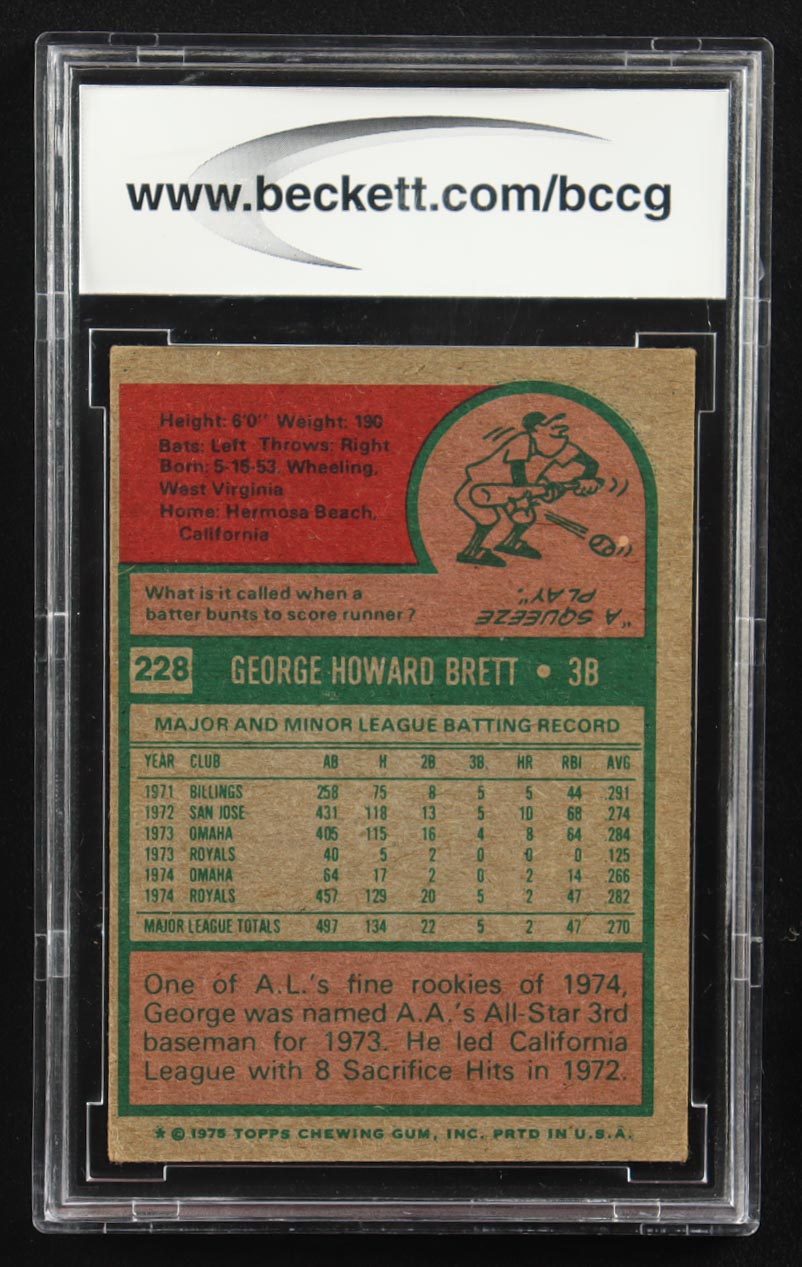 www.beckett.com/bccg
Height: 6'0" Weight: 190
Bats: Left Throws: Right
Born: 5-15-53, Wheeling,
West Virginia
Home: Hermosa Beach,
California
What is it called when a
batter bunts to score runner?
"A SQUEEZE
PLAY".
228 GEORGE HOWARD BRETT • 3B
MAJOR AND MINOR LEAGUE BATTING RECORD
YEAR CLUB AB H 2B 3B HR RBI AVG
1971 BILLINGS 258 75 8 5 5 44 .291
1972 SAN JOSE 431 118 13 5 10 68 .274
1973 OMAHA 405 115 16 4 8 64 .284
1973 ROYALS 40 5 2 0 0 0 .125
1974 OMAHA 64 17 2 0 2 14 .266
1974 ROYALS 457 129 20 5 2 47 .282
MAJOR LEAGUE TOTALS 497 134 22 5 2 47 .270
One of A.L.'s fine rookies of 1974,
George was named A.A.'s All-Star 3rd
baseman for 1973. He led California
League with 8 Sacrifice Hits in 1972.
* © 1975 TOPPS CHEWING GUM, INC. PRTD IN U.S.A.